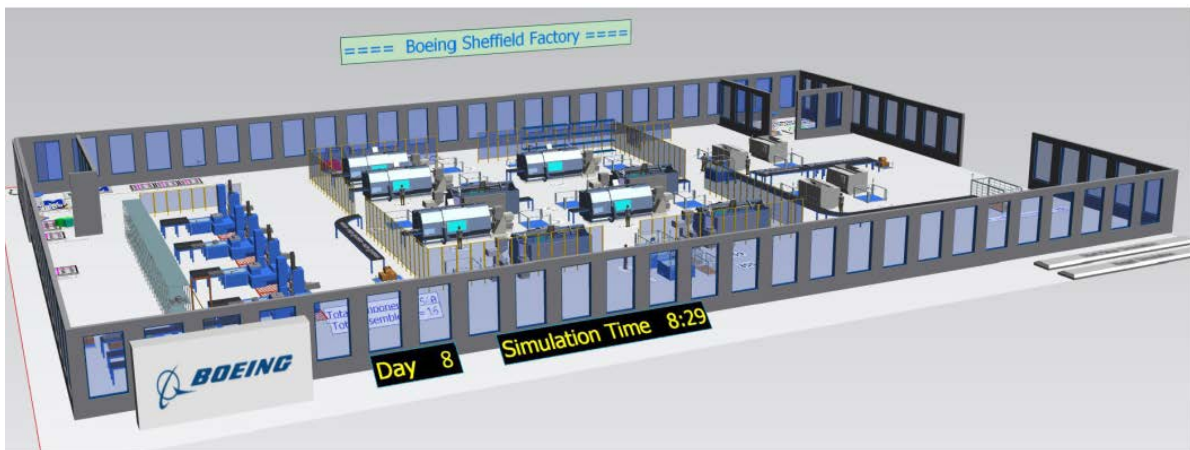 ==== Boeing Sheffield Factory ====
BOEING
Day 8
Simulation Time 8:29